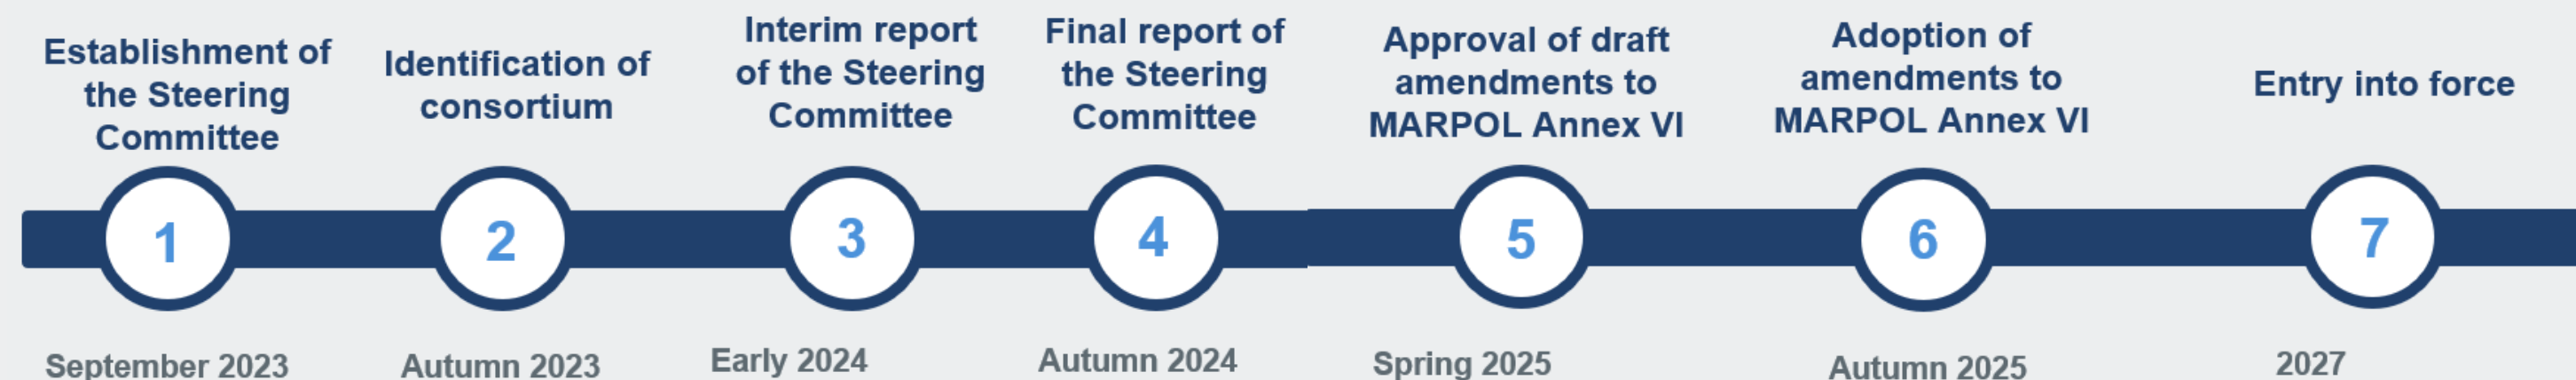 Establishment of
the Steering
Committee
1
September 2023
Identification of
consortium
2
Autumn 2023
Interim report
of the Steering
Committee
3
Early 2024
Final report of
the Steering
Committee
4
Autumn 2024
Approval of draft
amendments to
MARPOL Annex VI
5
Spring 2025
Adoption of
amendments to
MARPOL Annex VI
6
Autumn 2025
Entry into force
7
2027